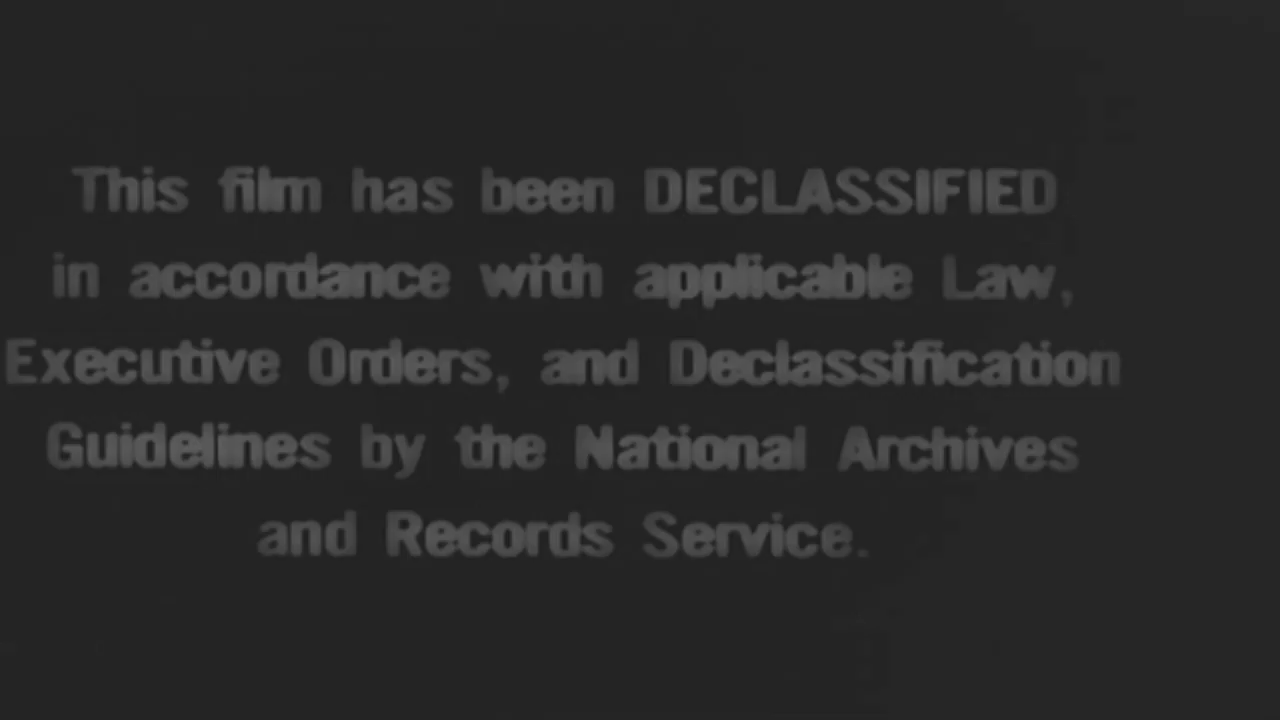 This film has been DECLASSIFIED
in accordance with applicable Law,
Executive Orders, and Declassification
Guidelines by the National Archives
and Records Service.